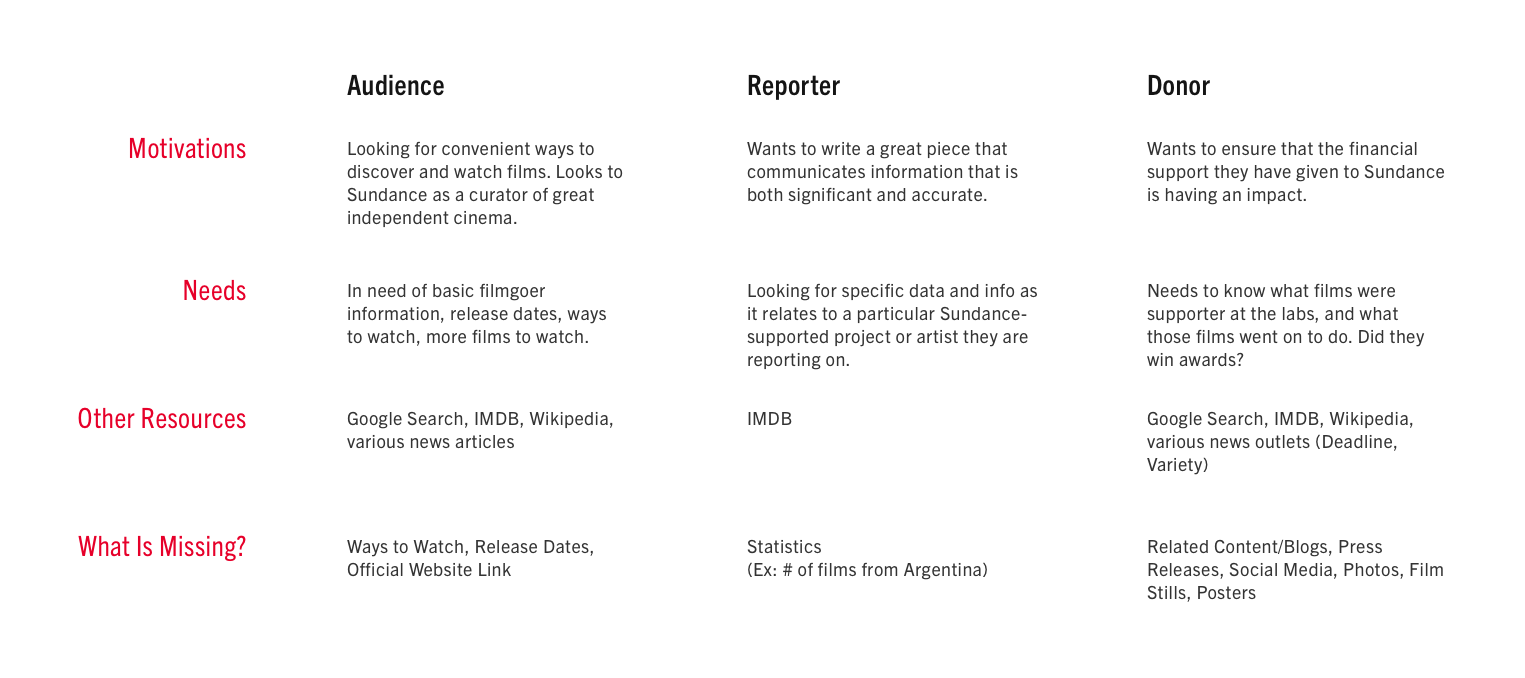 Audience
Reporter
Donor
Motivations
Looking for convenient ways to
discover and watch films. Looks to
Sundance as a curator of great
independent cinema.
Wants to write a great piece that
communicates information that is
both significant and accurate.
Wants to ensure that the financial
support they have given to Sundance
is having an impact.
Needs
In need of basic filmgoer
information, release dates, ways
to watch, more films to watch.
Looking for specific data and info as
it relates to a particular Sundance-
supported project or artist they are
reporting on.
Needs to know what films were
supporter at the labs, and what
those films went on to do. Did they
win awards?
Other Resources
Google Search, IMDB, Wikipedia,
various news articles
IMDB
Google Search, IMDB, Wikipedia,
various news outlets (Deadline,
Variety)
What Is Missing?
Ways to Watch, Release Dates,
Official Website Link
Statistics
(Ex: # of films from Argentina)
Related Content/Blogs, Press
Releases, Social Media, Photos, Film
Stills, Posters